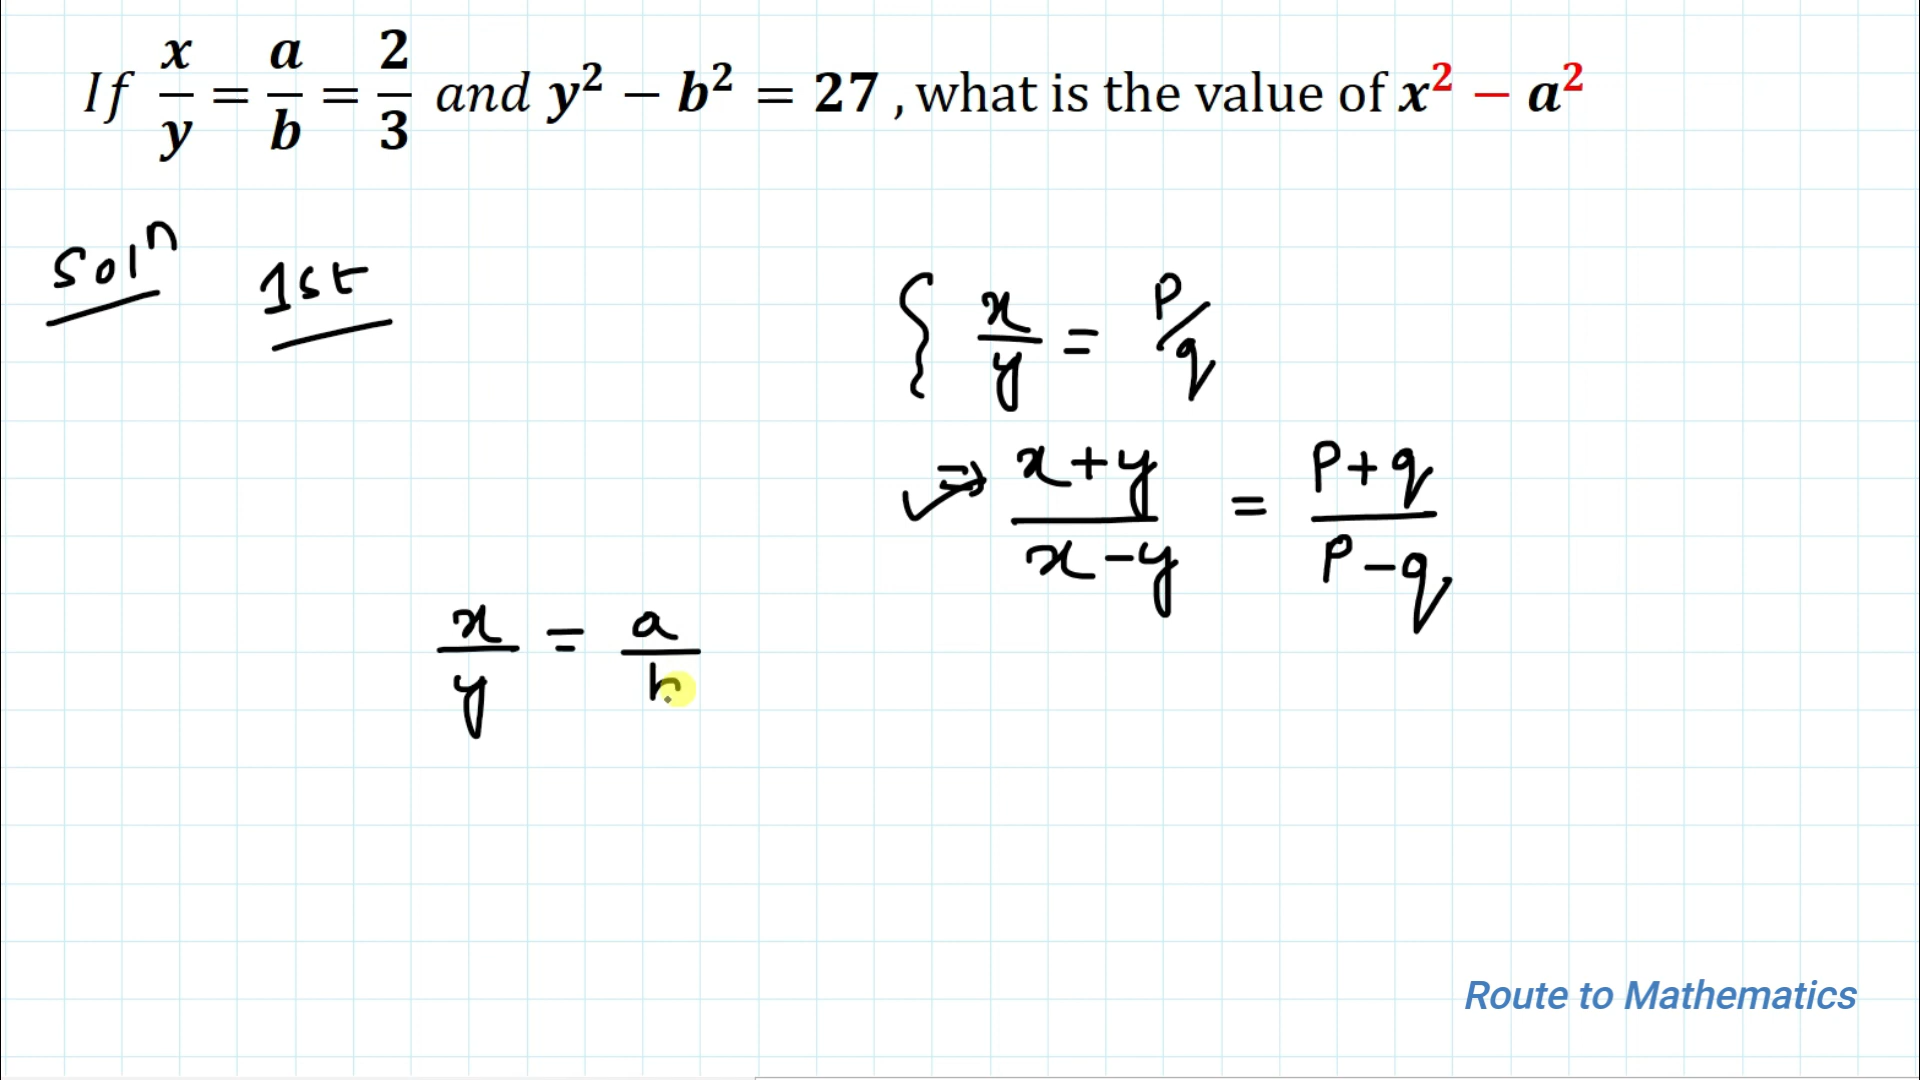 If x/y = a/b = 2/3 and y² − b² = 27 , what is the value of x² − a²
Solⁿ 1st
{ x/y = P/q
✓⇒ x+y/x−y = P+q/P−q
x/y = a/
Route to Mathematics